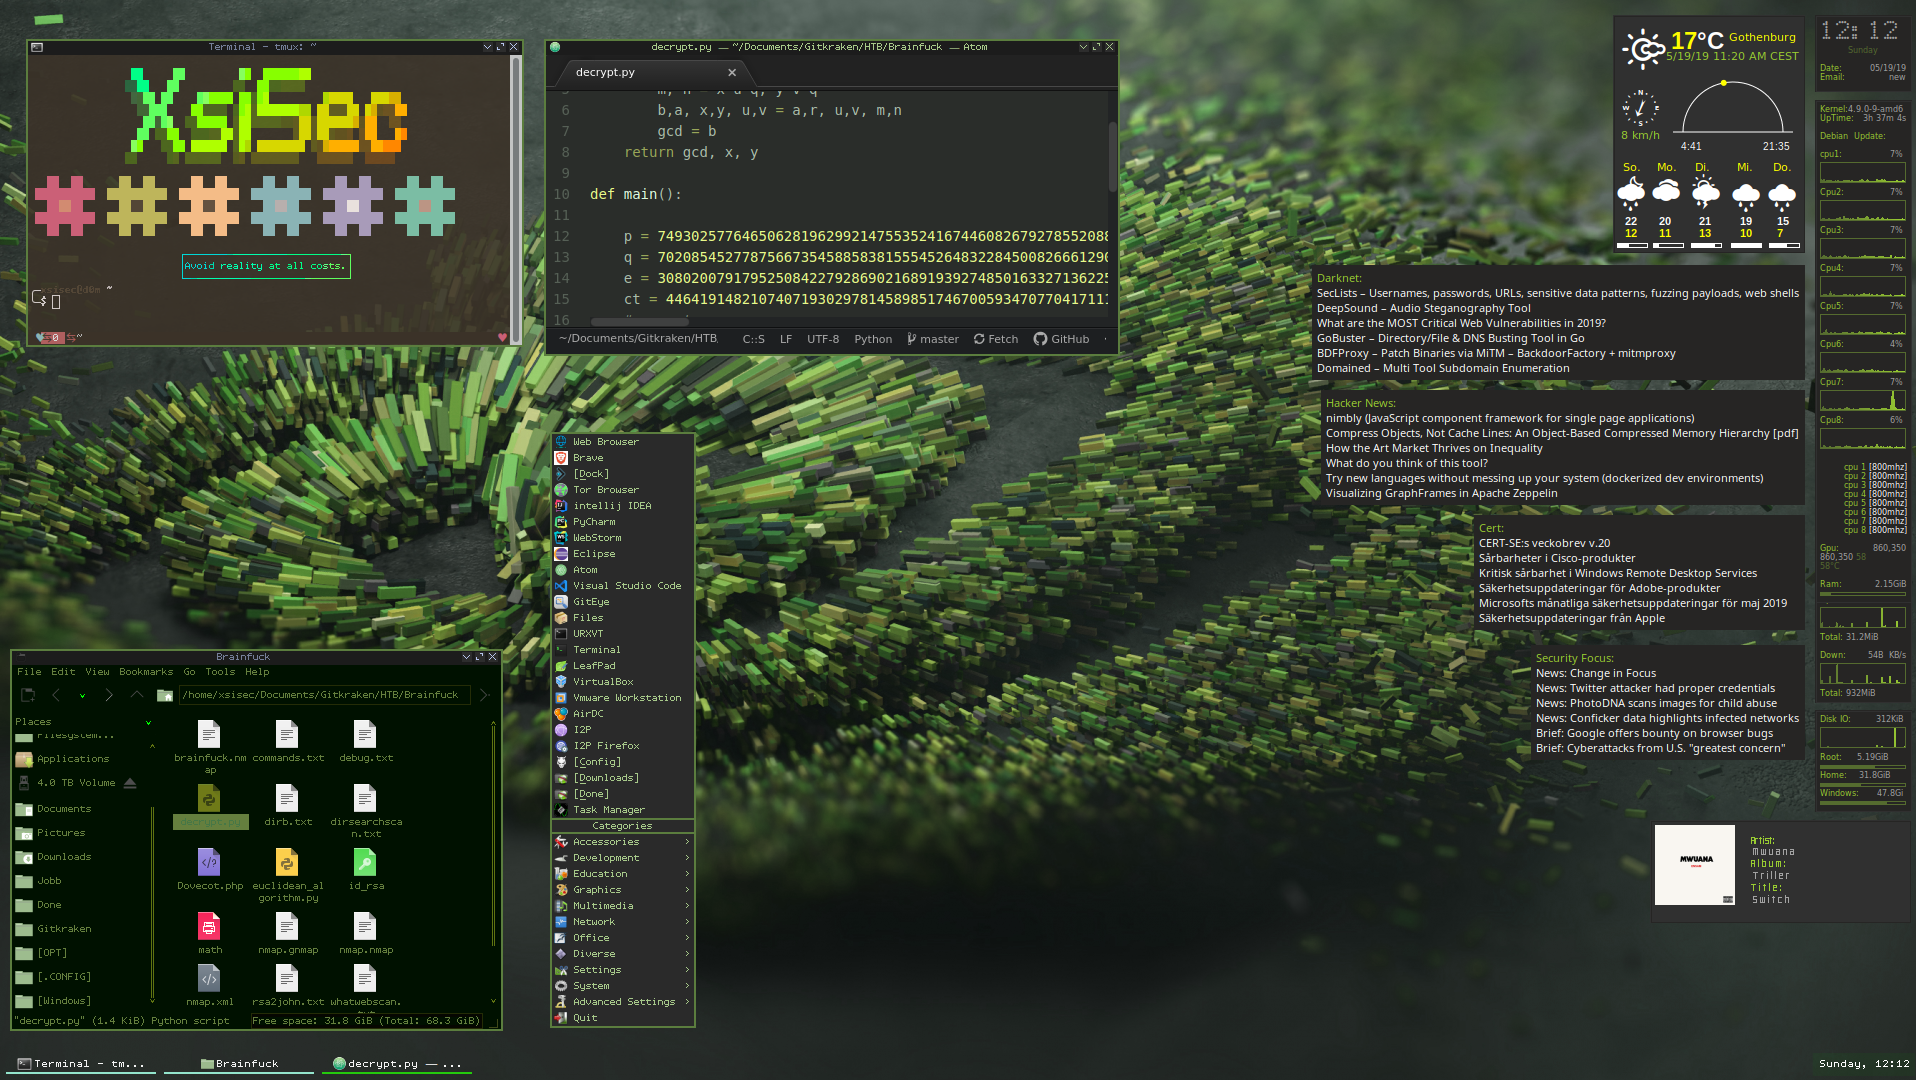 Terminal - tmux: ~
XsiSec
Avoid reality at all costs.
xsisec@d0m ~
$
0 ~
decrypt.py — ~/Documents/Gitkraken/HTB/Brainfuck — Atom
decrypt.py
6 b,a, x,y, u,v = a,r, u,v, m,n
7 gcd = b
8 return gcd, x, y
9
10 def main():
11
12 p = 7493025776465062819629921475535241674460826792785520881
13 q = 7020854527787566735458858381555452648322845008266612906
14 e = 3080200791795250842279286902168919392748501633271362251
15 ct = 446419148210740719302978145898517467005934707704171111
16
~/Documents/Gitkraken/HTB, C::S LF UTF-8 Python master Fetch GitHub
Web Browser
Brave
[Dock]
Tor Browser
intellij IDEA
PyCharm
WebStorm
Eclipse
Atom
Visual Studio Code
GitEye
Files
URXVT
Terminal
LeafPad
VirtualBox
Vmware Workstation
AirDC
I2P
I2P Firefox
[Config]
[Downloads]
[Done]
Task Manager
Categories
Accessories
Development
Education
Graphics
Multimedia
Network
Office
Diverse
Settings
System
Advanced Settings
Quit
Brainfuck
File Edit View Bookmarks Go Tools Help
/home/xsisec/Documents/Gitkraken/HTB/Brainfuck
Places
Filesystem...
Applications
4.0 TB Volume
Documents
Pictures
Downloads
Jobb
Done
Gitkraken
[OPT]
[.CONFIG]
[Windows]
brainfuck.nmap commands.txt debug.txt
decrypt.py dirb.txt dirsearchscan.txt
Dovecot.php euclidean_algorithm.py id_rsa
math nmap.gnmap nmap.nmap
nmap.xml rsa2john.txt whatwebscan.
"decrypt.py" (1.4 KiB) Python script Free space: 31.8 GiB (Total: 68.3 GiB)
17°C Gothenburg
5/19/19 11:20 AM CEST
N
W E
S
8 km/h
4:41 21:35
So. Mo. Di. Mi. Do.
22 20 21 19 15
12 11 13 10 7
Darknet:
SecLists – Usernames, passwords, URLs, sensitive data patterns, fuzzing payloads, web shells
DeepSound – Audio Steganography Tool
What are the MOST Critical Web Vulnerabilities in 2019?
GoBuster – Directory/File & DNS Busting Tool in Go
BDFProxy – Patch Binaries via MiTM – BackdoorFactory + mitmproxy
Domained – Multi Tool Subdomain Enumeration
Hacker News:
nimbly (JavaScript component framework for single page applications)
Compress Objects, Not Cache Lines: An Object-Based Compressed Memory Hierarchy [pdf]
How the Art Market Thrives on Inequality
What do you think of this tool?
Try new languages without messing up your system (dockerized dev environments)
Visualizing GraphFrames in Apache Zeppelin
Cert:
CERT-SE:s veckobrev v.20
Sårbarheter i Cisco-produkter
Kritisk sårbarhet i Windows Remote Desktop Services
Säkerhetsuppdateringar för Adobe-produkter
Microsofts månatliga säkerhetsuppdateringar för maj 2019
Säkerhetsuppdateringar från Apple
Security Focus:
News: Change in Focus
News: Twitter attacker had proper credentials
News: PhotoDNA scans images for child abuse
News: Conficker data highlights infected networks
Brief: Google offers bounty on browser bugs
Brief: Cyberattacks from U.S. "greatest concern"
12:12
Sunday
Date: 05/19/19
Email: new
Kernel:4.9.0-9-amd6
UpTime: 3h 37m 4s
Debian Update:
cpu1: 7%
Cpu2: 7%
Cpu3: 7%
Cpu4: 7%
Cpu5: 7%
Cpu6: 4%
Cpu7: 7%
Cpu8: 6%
cpu 1 [800mhz]
cpu 2 [800mhz]
cpu 3 [800mhz]
cpu 4 [800mhz]
cpu 5 [800mhz]
cpu 6 [800mhz]
cpu 7 [800mhz]
cpu 8 [800mhz]
Gpu: 860,350
860,350 58
58°C
Ram: 2.15GiB
Total: 31.2MiB
Down: 54B KB/s
Total: 932MiB
Disk IO: 312KiB
Root: 5.19GiB
Home: 31.8GiB
Windows: 47.8Gi
MWUANA
Artist:
Mwuana
Album:
Triller
Title:
Switch
Terminal - tm...
Brainfuck
decrypt.py — ...
Sunday, 12:12